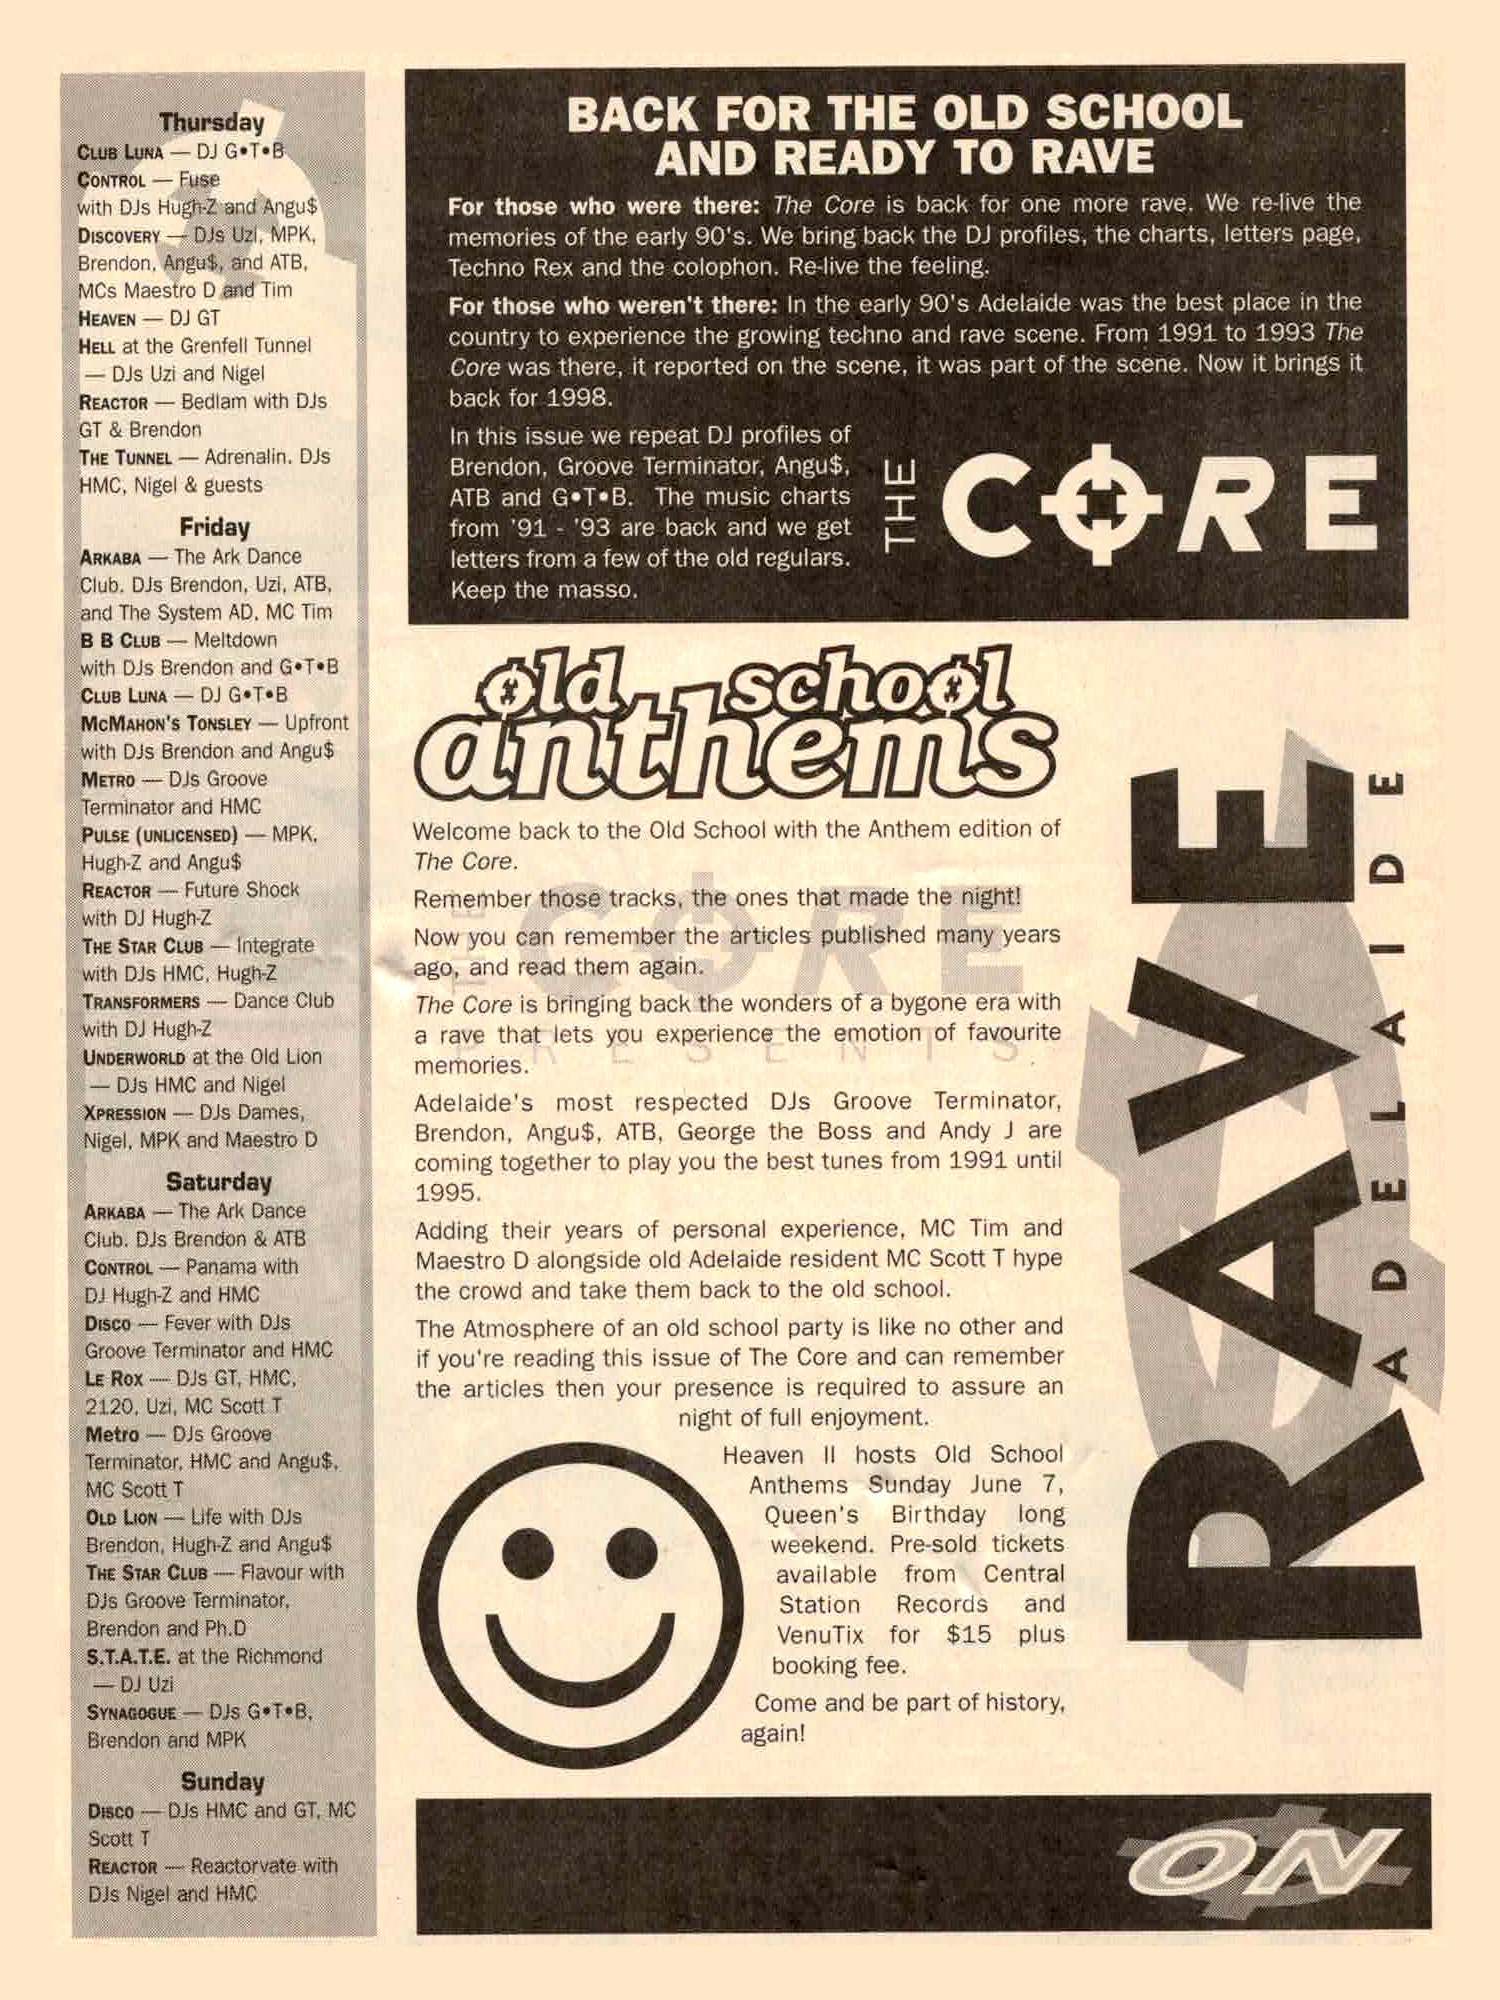 Thursday
CLUB LUNA — DJ G•T•B
CONTROL — Fuse
with DJs Hugh-Z and Angu$
DISCOVERY — DJs Uzi, MPK,
Brendon, Angu$, and ATB,
MCs Maestro D and Tim
HEAVEN — DJ GT
HELL at the Grenfell Tunnel
— DJs Uzi and Nigel
REACTOR — Bedlam with DJs
GT & Brendon
THE TUNNEL — Adrenalin. DJs
HMC, Nigel & guests
Friday
ARKABA — The Ark Dance
Club. DJs Brendon, Uzi, ATB,
and The System AD, MC Tim
B B CLUB — Meltdown
with DJs Brendon and G•T•B
CLUB LUNA — DJ G•T•B
MCMAHON'S TONSLEY — Upfront
with DJs Brendon and Angu$
METRO — DJs Groove
Terminator and HMC
PULSE (UNLICENSED) — MPK,
Hugh-Z and Angu$
REACTOR — Future Shock
with DJ Hugh-Z
THE STAR CLUB — Integrate
with DJs HMC, Hugh-Z
TRANSFORMERS — Dance Club
with DJ Hugh-Z
UNDERWORLD at the Old Lion
— DJs HMC and Nigel
XPRESSION — DJs Dames,
Nigel, MPK and Maestro D
Saturday
ARKABA — The Ark Dance
Club. DJs Brendon & ATB
CONTROL — Panama with
DJ Hugh-Z and HMC
DISCO — Fever with DJs
Groove Terminator and HMC
LE ROX — DJs GT, HMC,
2120, Uzi, MC Scott T
Metro — DJs Groove
Terminator, HMC and Angu$,
MC Scott T
OLD LION — Life with DJs
Brendon, Hugh-Z and Angu$
THE STAR CLUB — Flavour with
DJs Groove Terminator,
Brendon and Ph.D
S.T.A.T.E. at the Richmond
— DJ Uzi
SYNAGOGUE — DJs G•T•B,
Brendon and MPK
Sunday
DISCO — DJs HMC and GT, MC
Scott T
REACTOR — Reactorvate with
DJs Nigel and HMC
BACK FOR THE OLD SCHOOL
AND READY TO RAVE
For those who were there: The Core is back for one more rave. We re-live the
memories of the early 90's. We bring back the DJ profiles, the charts, letters page,
Techno Rex and the colophon. Re-live the feeling.
For those who weren't there: In the early 90's Adelaide was the best place in the
country to experience the growing techno and rave scene. From 1991 to 1993 The
Core was there, it reported on the scene, it was part of the scene. Now it brings it
back for 1998.
In this issue we repeat DJ profiles of
Brendon, Groove Terminator, Angu$,
ATB and G•T•B. The music charts
from '91 - '93 are back and we get
letters from a few of the old regulars.
Keep the masso.
THE CORE
old school
anthems
Welcome back to the Old School with the Anthem edition of
The Core.
Remember those tracks, the ones that made the night!
Now you can remember the articles published many years
ago, and read them again.
The Core is bringing back the wonders of a bygone era with
a rave that lets you experience the emotion of favourite
memories.
THE CORE
PRESENTS
Adelaide's most respected DJs Groove Terminator,
Brendon, Angu$, ATB, George the Boss and Andy J are
coming together to play you the best tunes from 1991 until
1995.
Adding their years of personal experience, MC Tim and
Maestro D alongside old Adelaide resident MC Scott T hype
the crowd and take them back to the old school.
The Atmosphere of an old school party is like no other and
if you're reading this issue of The Core and can remember
the articles then your presence is required to assure an
night of full enjoyment.
Heaven II hosts Old School
Anthems Sunday June 7,
Queen's Birthday long
weekend. Pre-sold tickets
available from Central
Station Records and
VenuTix for $15 plus
booking fee.
Come and be part of history,
again!
RAVE
ADELAIDE
ON